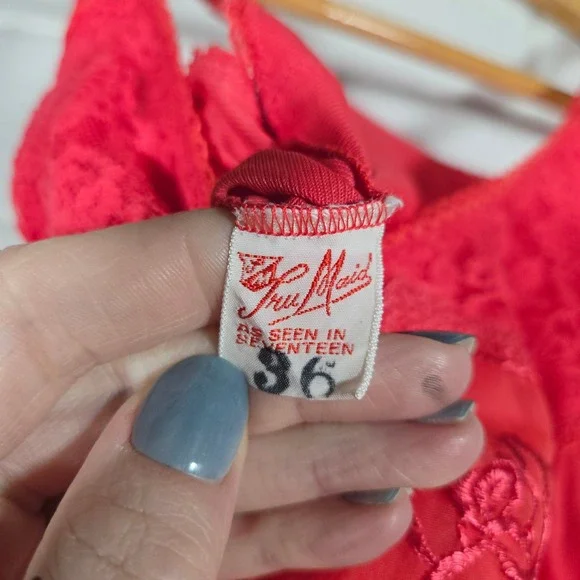 Tru Maid
AS SEEN IN
SEVENTEEN
36